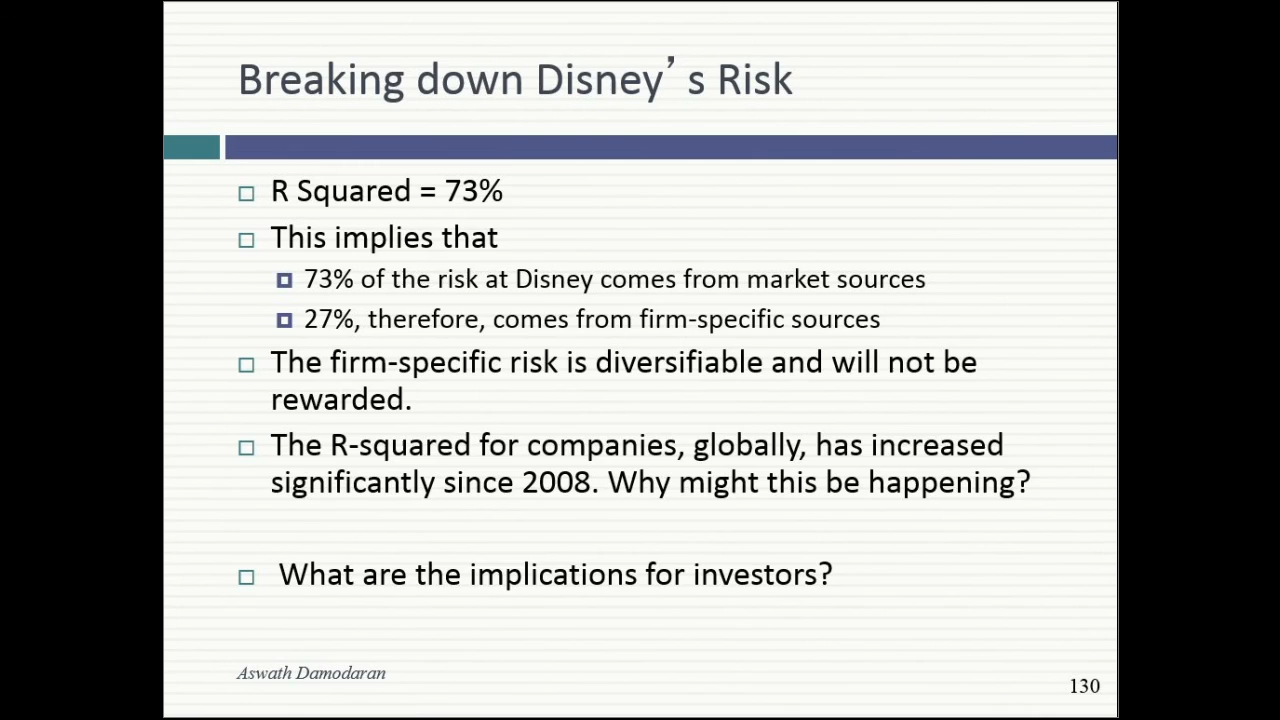 Breaking down Disney’s Risk
R Squared = 73%
This implies that
73% of the risk at Disney comes from market sources
27%, therefore, comes from firm-specific sources
The firm-specific risk is diversifiable and will not be
rewarded.
The R-squared for companies, globally, has increased
significantly since 2008. Why might this be happening?
What are the implications for investors?
Aswath Damodaran
130